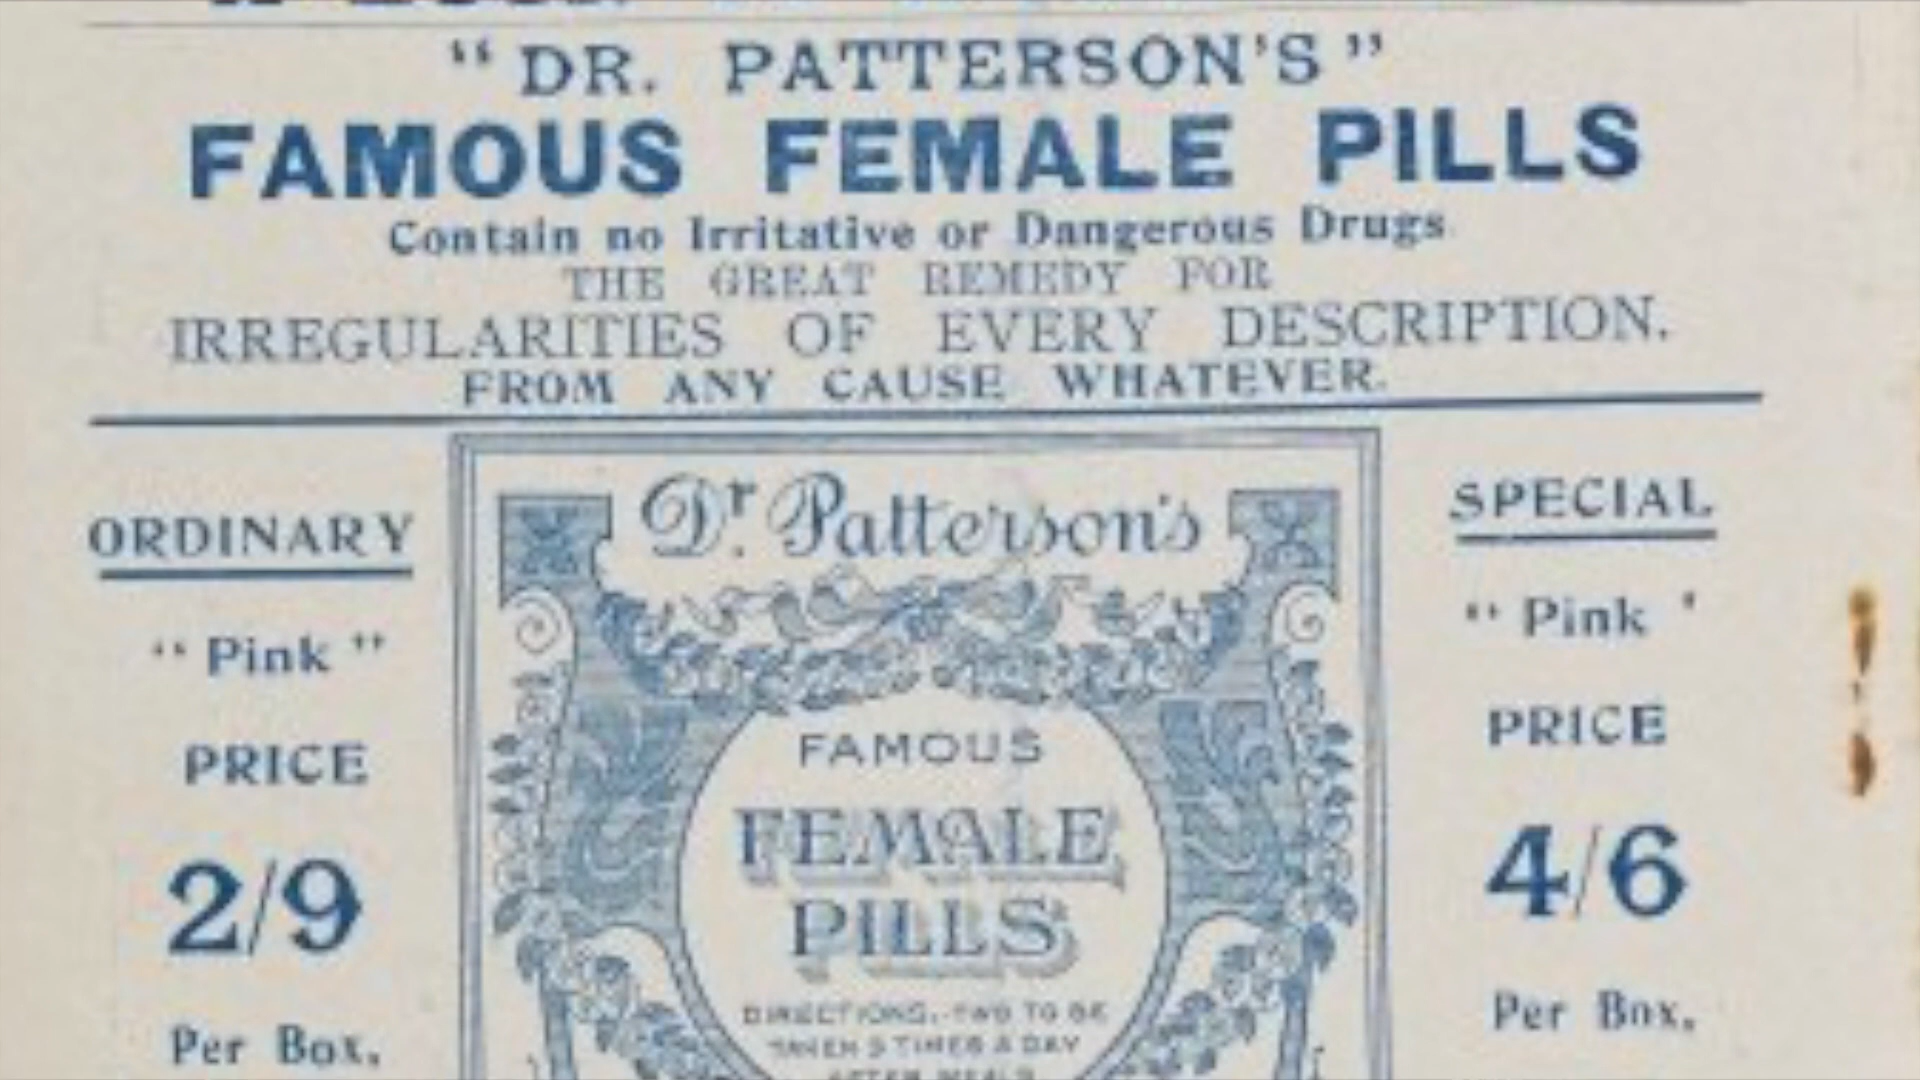 “ DR. PATTERSON'S ”
FAMOUS FEMALE PILLS
Contain no Irritative or Dangerous Drugs
THE GREAT REMEDY FOR
IRREGULARITIES OF EVERY DESCRIPTION.
FROM ANY CAUSE WHATEVER.
ORDINARY
“ Pink ”
PRICE
2/9
Per Box.
Dr. Patterson's
FAMOUS
FEMALE
PILLS
DIRECTIONS.-TWO TO BE
TAKEN 3 TIMES A DAY
AFTER MEALS
SPECIAL
“ Pink '
PRICE
4/6
Per Box.